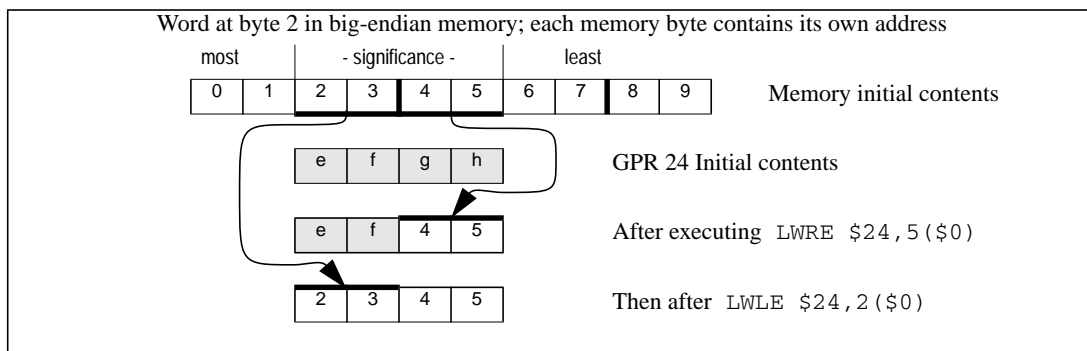 Word at byte 2 in big-endian memory; each memory byte contains its own address
most - significance - least
0 1 2 3 4 5 6 7 8 9 Memory initial contents
e f g h GPR 24 Initial contents
e f 4 5 After executing LWRE $24,5($0)
2 3 4 5 Then after LWLE $24,2($0)